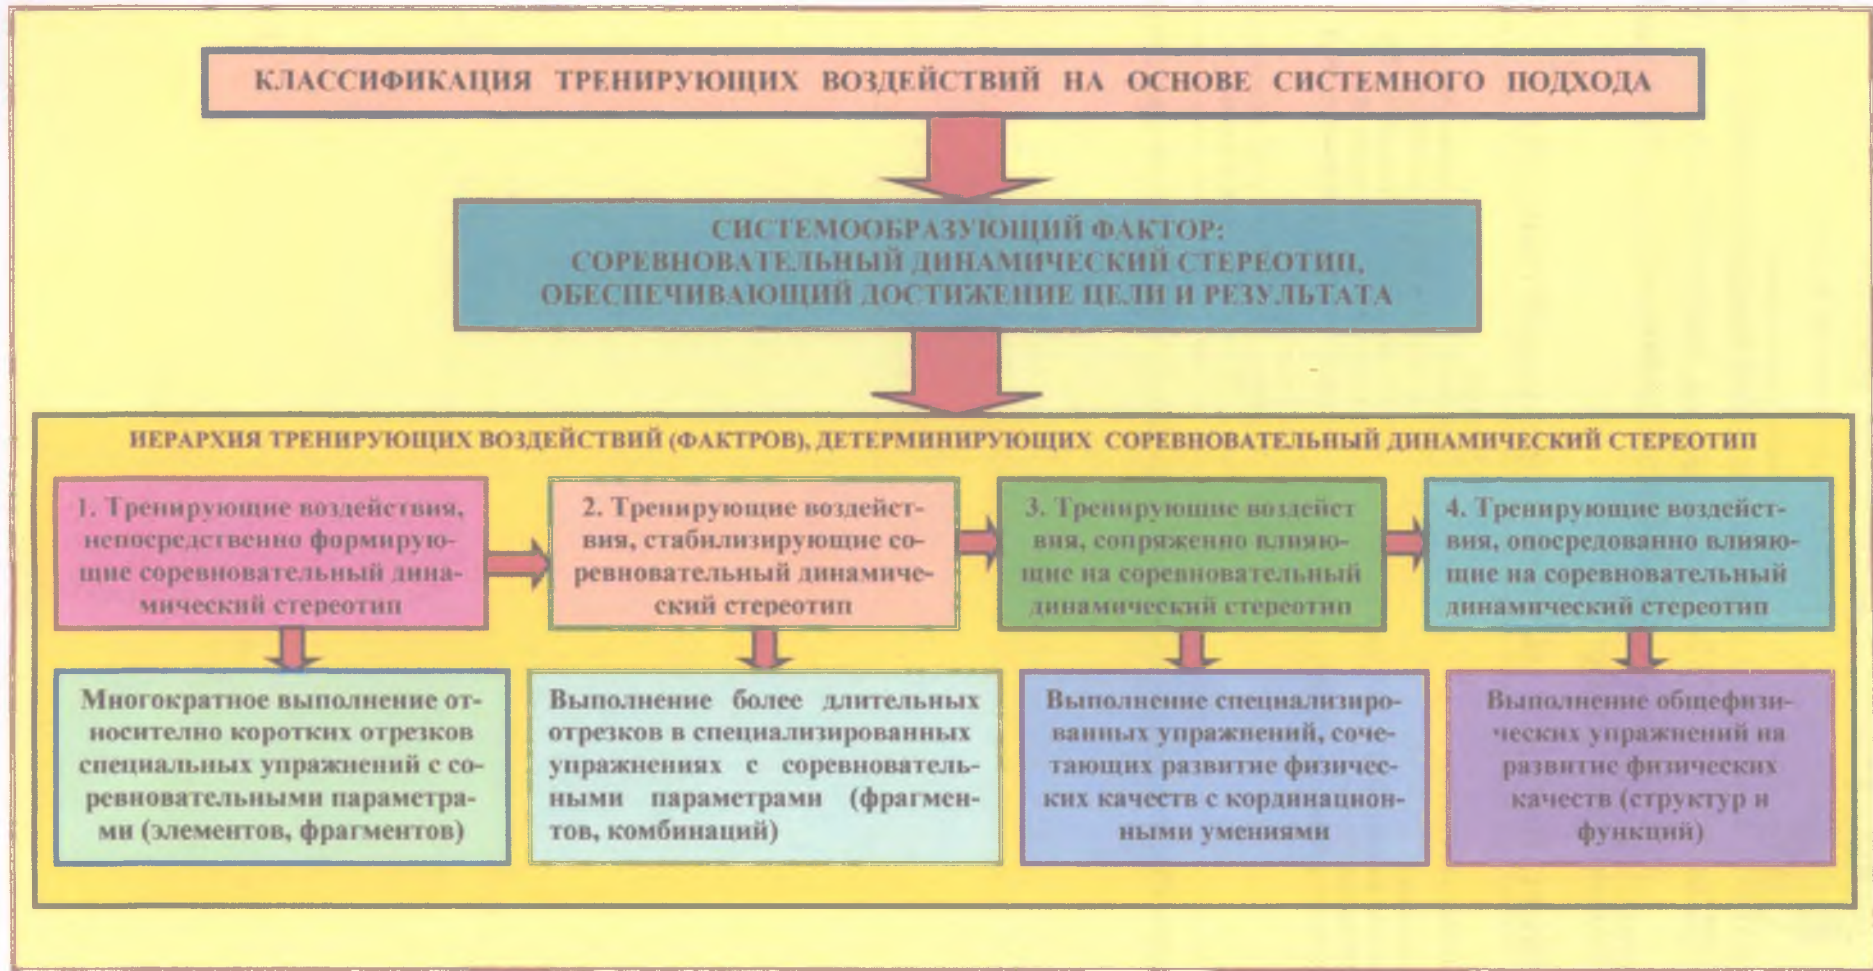 КЛАССИФИКАЦИЯ ТРЕНИРУЮЩИХ ВОЗДЕЙСТВИЙ НА ОСНОВЕ СИСТЕМНОГО ПОДХОДА
СИСТЕМООБРАЗУЮЩИЙ ФАКТОР:
СОРЕВНОВАТЕЛЬНЫЙ ДИНАМИЧЕСКИЙ СТЕРЕОТИП,
ОБЕСПЕЧИВАЮЩИЙ ДОСТИЖЕНИЕ ЦЕЛИ И РЕЗУЛЬТАТА
ИЕРАРХИЯ ТРЕНИРУЮЩИХ ВОЗДЕЙСТВИЙ (ФАКТРОВ), ДЕТЕРМИНИРУЮЩИХ СОРЕВНОВАТЕЛЬНЫЙ ДИНАМИЧЕСКИЙ СТЕРЕОТИП
1. Тренирующие воздействия,
непосредственно формирую-
щие соревновательный дина-
мический стереотип
2. Тренирующие воздейст-
вия, стабилизирующие со-
ревновательный динамиче-
ский стереотип
3. Тренирующие воздейст
вия, сопряженно влияю-
щие на соревновательный
динамический стереотип
4. Тренирующие воздейст-
вия, опосредованно влияю-
щие на соревновательный
динамический стереотип
Многократное выполнение от-
носително коротких отрезков
специальных упражнений с со-
ревновательными параметра-
ми (элементов, фрагментов)
Выполнение более длительных
отрезков в специализированных
упражнениях с соревнователь-
ными параметрами (фрагмен-
тов, комбинаций)
Выполнение специализиро-
ванных упражнений, соче-
тающих развитие физичес-
ких качеств с кординацион-
ными умениями
Выполнение общефизи-
ческих упражнений на
развитие физических
качеств (структур и
функций)